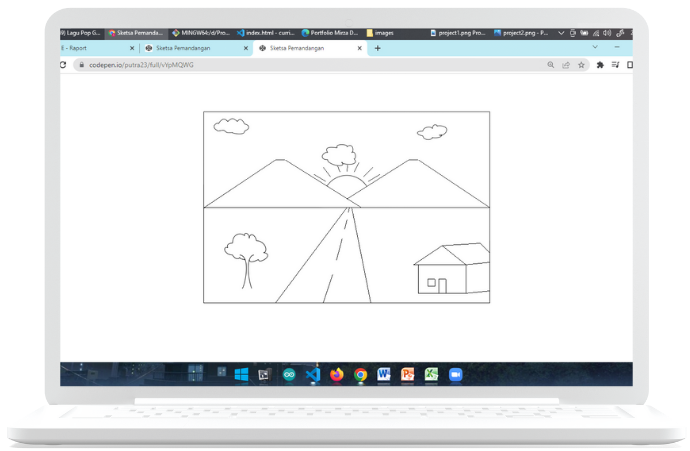 I) Lagu Pop G...
Sketsa Pemanda...
MINGW64:/d/Pro...
index.html - curri...
Portfolio Mirza D...
images
project1.png Pro...
project2.png - P...
E - Raport
Sketsa Pemandangan
Sketsa Pemandangan
codepen.io/putra23/full/vYpMQWG